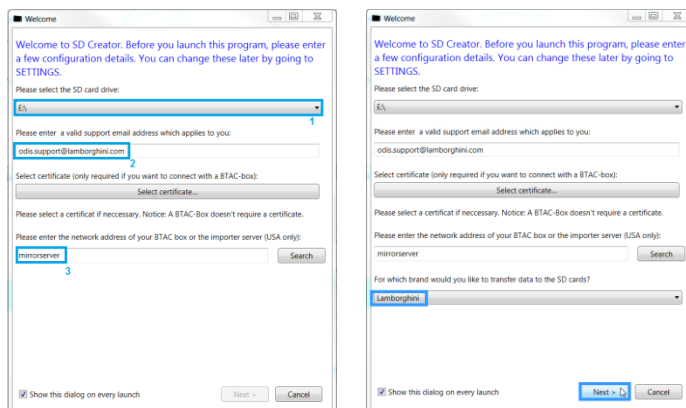 Welcome
Welcome to SD Creator. Before you launch this program, please enter
a few configuration details. You can change these later by going to
SETTINGS.
Please select the SD card drive:
E:\
1
Please enter a valid support email address which applies to you:
odis.support@lamborghini.com
2
Select certificate (only required if you want to connect with a BTAC-box):
Select certificate...
Please select a certificat if neccessary. Notice: A BTAC-Box doesn't require a certificate.
Please enter the network address of your BTAC box or the importer server (USA only):
mirrorserver
Search
3
Show this dialog on every launch
Next >
Cancel
Welcome
Welcome to SD Creator. Before you launch this program, please enter
a few configuration details. You can change these later by going to
SETTINGS.
Please select the SD card drive:
E:\
Please enter a valid support email address which applies to you:
odis.support@lamborghini.com
Select certificate (only required if you want to connect with a BTAC-box):
Select certificate...
Please select a certificat if neccessary. Notice: A BTAC-Box doesn't require a certificate.
Please enter the network address of your BTAC box or the importer server (USA only):
mirrorserver
Search
For which brand would you like to transfer data to the SD cards?
Lamborghini
Show this dialog on every launch
Next >
Cancel